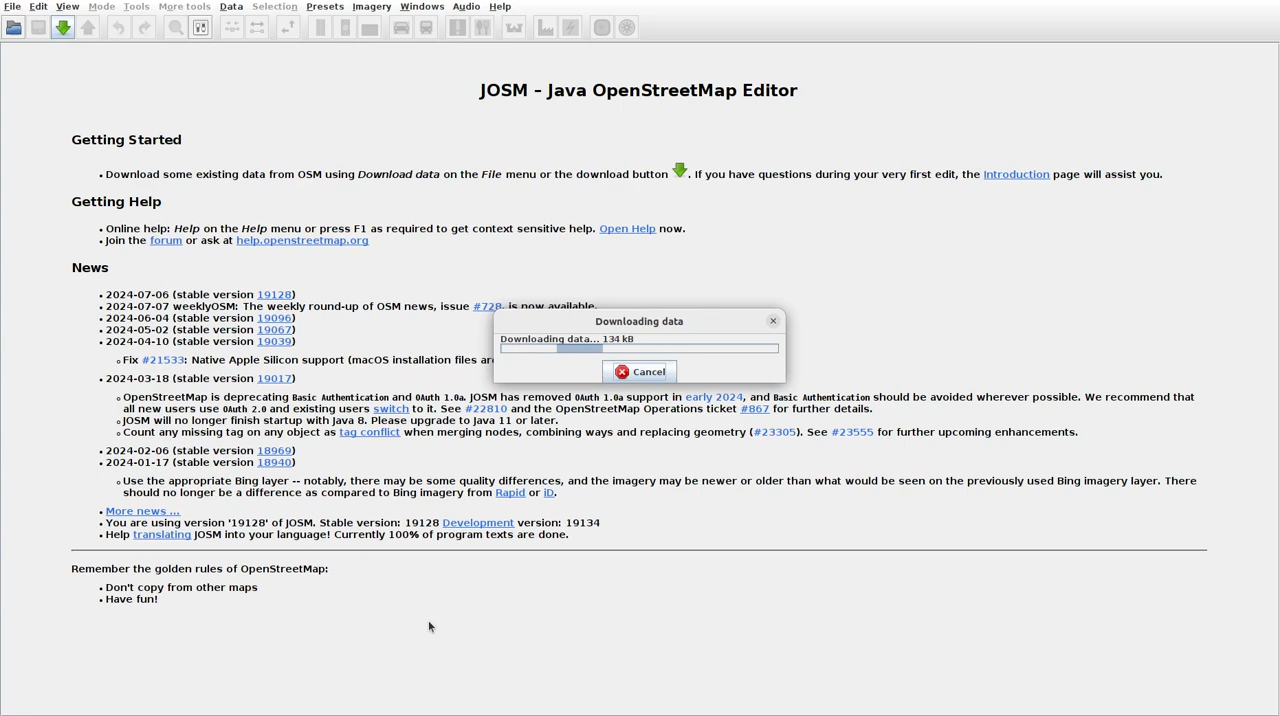 File Edit View Mode Tools More tools Data Selection Presets Imagery Windows Audio Help
JOSM – Java OpenStreetMap Editor
Getting Started
• Download some existing data from OSM using Download data on the File menu or the download button . If you have questions during your very first edit, the Introduction page will assist you.
Getting Help
• Online help: Help on the Help menu or press F1 as required to get context sensitive help. Open Help now.
• Join the forum or ask at help.openstreetmap.org
News
• 2024-07-06 (stable version 19128)
• 2024-07-07 weeklyOSM: The weekly round-up of OSM news, issue #728, is now available.
• 2024-06-04 (stable version 19096)
• 2024-05-02 (stable version 19067)
• 2024-04-10 (stable version 19039)
Fix #21533: Native Apple Silicon support (macOS installation files are
Downloading data
Downloading data... 134 kB
Cancel
• 2024-03-18 (stable version 19017)
OpenStreetMap is deprecating Basic Authentication and OAuth 1.0a. JOSM has removed OAuth 1.0a support in early 2024, and Basic Authentication should be avoided wherever possible. We recommend that
all new users use OAuth 2.0 and existing users switch to it. See #22810 and the OpenStreetMap Operations ticket #867 for further details.
JOSM will no longer finish startup with Java 8. Please upgrade to Java 11 or later.
Count any missing tag on any object as tag conflict when merging nodes, combining ways and replacing geometry (#23305). See #23555 for further upcoming enhancements.
• 2024-02-06 (stable version 18969)
• 2024-01-17 (stable version 18940)
Use the appropriate Bing layer -- notably, there may be some quality differences, and the imagery may be newer or older than what would be seen on the previously used Bing imagery layer. There
should no longer be a difference as compared to Bing imagery from Rapid or iD.
• More news ...
• You are using version '19128' of JOSM. Stable version: 19128 Development version: 19134
• Help translating JOSM into your language! Currently 100% of program texts are done.
Remember the golden rules of OpenStreetMap:
• Don't copy from other maps
• Have fun!